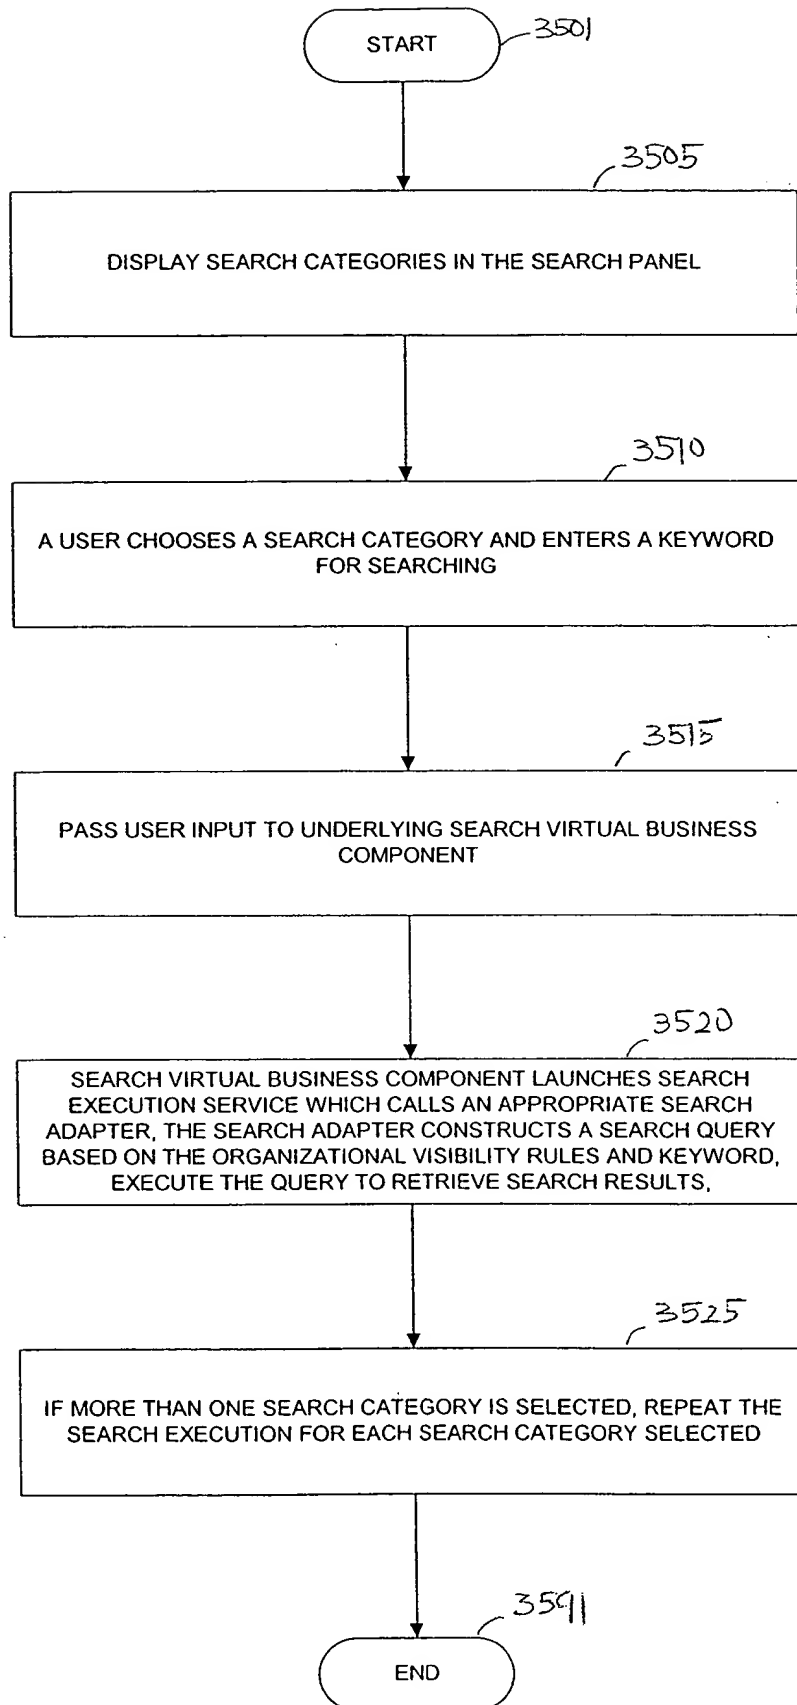 START
3501
3505
DISPLAY SEARCH CATEGORIES IN THE SEARCH PANEL
3510
A USER CHOOSES A SEARCH CATEGORY AND ENTERS A KEYWORD
FOR SEARCHING
3515
PASS USER INPUT TO UNDERLYING SEARCH VIRTUAL BUSINESS
COMPONENT
3520
SEARCH VIRTUAL BUSINESS COMPONENT LAUNCHES SEARCH
EXECUTION SERVICE WHICH CALLS AN APPROPRIATE SEARCH
ADAPTER, THE SEARCH ADAPTER CONSTRUCTS A SEARCH QUERY
BASED ON THE ORGANIZATIONAL VISIBILITY RULES AND KEYWORD,
EXECUTE THE QUERY TO RETRIEVE SEARCH RESULTS,
3525
IF MORE THAN ONE SEARCH CATEGORY IS SELECTED, REPEAT THE
SEARCH EXECUTION FOR EACH SEARCH CATEGORY SELECTED
3591
END